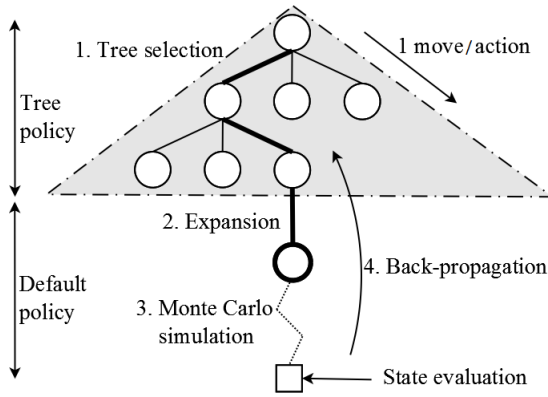 1. Tree selection
1 move/action
Tree
policy
2. Expansion
Default
policy
3. Monte Carlo
simulation
4. Back-propagation
State evaluation